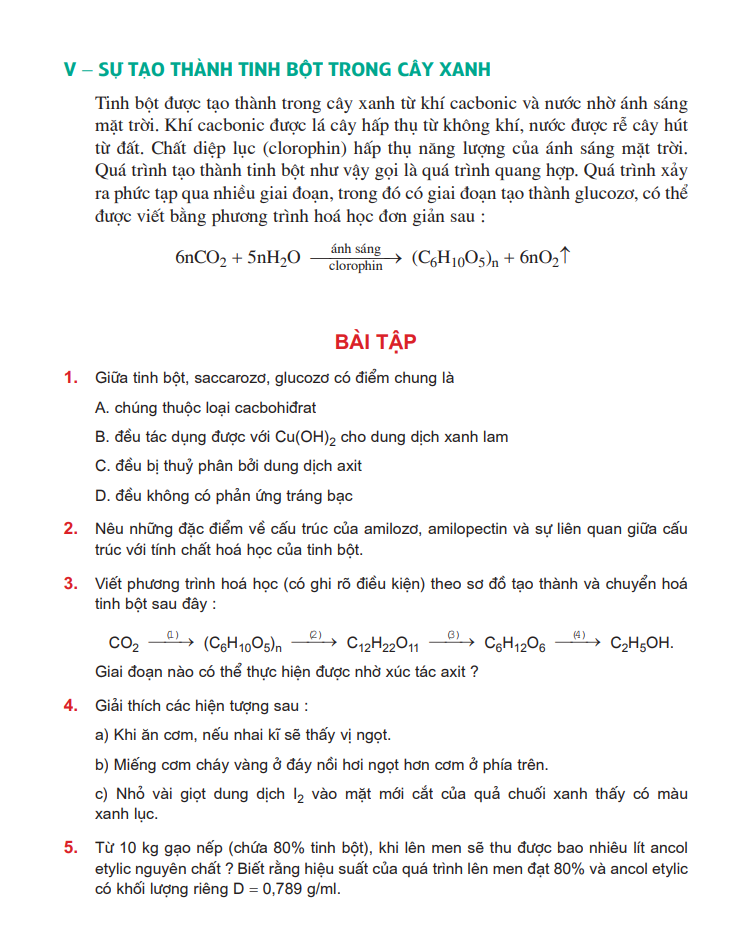 V – SỰ TẠO THÀNH TINH BỘT TRONG CÂY XANH
Tinh bột được tạo thành trong cây xanh từ khí cacbonic và nước nhờ ánh sáng
mặt trời. Khí cacbonic được lá cây hấp thụ từ không khí, nước được rễ cây hút
từ đất. Chất diệp lục (clorophin) hấp thụ năng lượng của ánh sáng mặt trời.
Quá trình tạo thành tinh bột như vậy gọi là quá trình quang hợp. Quá trình xảy
ra phức tạp qua nhiều giai đoạn, trong đó có giai đoạn tạo thành glucozơ, có thể
được viết bằng phương trình hoá học đơn giản sau :
6nCO₂ + 5nH₂O ánh sáng ⟶ clorophin (C₆H₁₀O₅)ₙ + 6nO₂↑
BÀI TẬP
1. Giữa tinh bột, saccarozơ, glucozơ có điểm chung là
A. chúng thuộc loại cacbohiđrat
B. đều tác dụng được với Cu(OH)₂ cho dung dịch xanh lam
C. đều bị thuỷ phân bởi dung dịch axit
D. đều không có phản ứng tráng bạc
2. Nêu những đặc điểm về cấu trúc của amilozơ, amilopectin và sự liên quan giữa cấu
trúc với tính chất hoá học của tinh bột.
3. Viết phương trình hoá học (có ghi rõ điều kiện) theo sơ đồ tạo thành và chuyển hoá
tinh bột sau đây :
CO₂ (1)⟶ (C₆H₁₀O₅)ₙ (2)⟶ C₁₂H₂₂O₁₁ (3)⟶ C₆H₁₂O₆ (4)⟶ C₂H₅OH.
Giai đoạn nào có thể thực hiện được nhờ xúc tác axit ?
4. Giải thích các hiện tượng sau :
a) Khi ăn cơm, nếu nhai kĩ sẽ thấy vị ngọt.
b) Miếng cơm cháy vàng ở đáy nồi hơi ngọt hơn cơm ở phía trên.
c) Nhỏ vài giọt dung dịch I₂ vào mặt mới cắt của quả chuối xanh thấy có màu
xanh lục.
5. Từ 10 kg gạo nếp (chứa 80% tinh bột), khi lên men sẽ thu được bao nhiêu lít ancol
etylic nguyên chất ? Biết rằng hiệu suất của quá trình lên men đạt 80% và ancol etylic
có khối lượng riêng D = 0,789 g/ml.